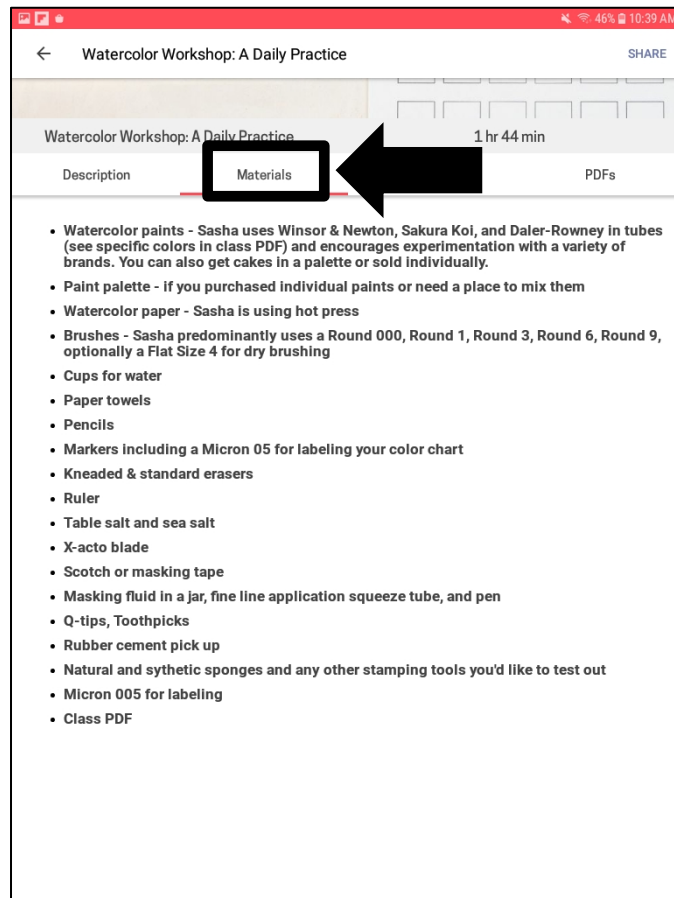 46% 10:39 AM
Watercolor Workshop: A Daily Practice
SHARE
Watercolor Workshop: A Daily Practice
1 hr 44 min
Description
Materials
PDFs
• Watercolor paints - Sasha uses Winsor & Newton, Sakura Koi, and Daler-Rowney in tubes
(see specific colors in class PDF) and encourages experimentation with a variety of
brands. You can also get cakes in a palette or sold individually.
• Paint palette - if you purchased individual paints or need a place to mix them
• Watercolor paper - Sasha is using hot press
• Brushes - Sasha predominantly uses a Round 000, Round 1, Round 3, Round 6, Round 9,
optionally a Flat Size 4 for dry brushing
• Cups for water
• Paper towels
• Pencils
• Markers including a Micron 05 for labeling your color chart
• Kneaded & standard erasers
• Ruler
• Table salt and sea salt
• X-acto blade
• Scotch or masking tape
• Masking fluid in a jar, fine line application squeeze tube, and pen
• Q-tips, Toothpicks
• Rubber cement pick up
• Natural and sythetic sponges and any other stamping tools you'd like to test out
• Micron 005 for labeling
• Class PDF